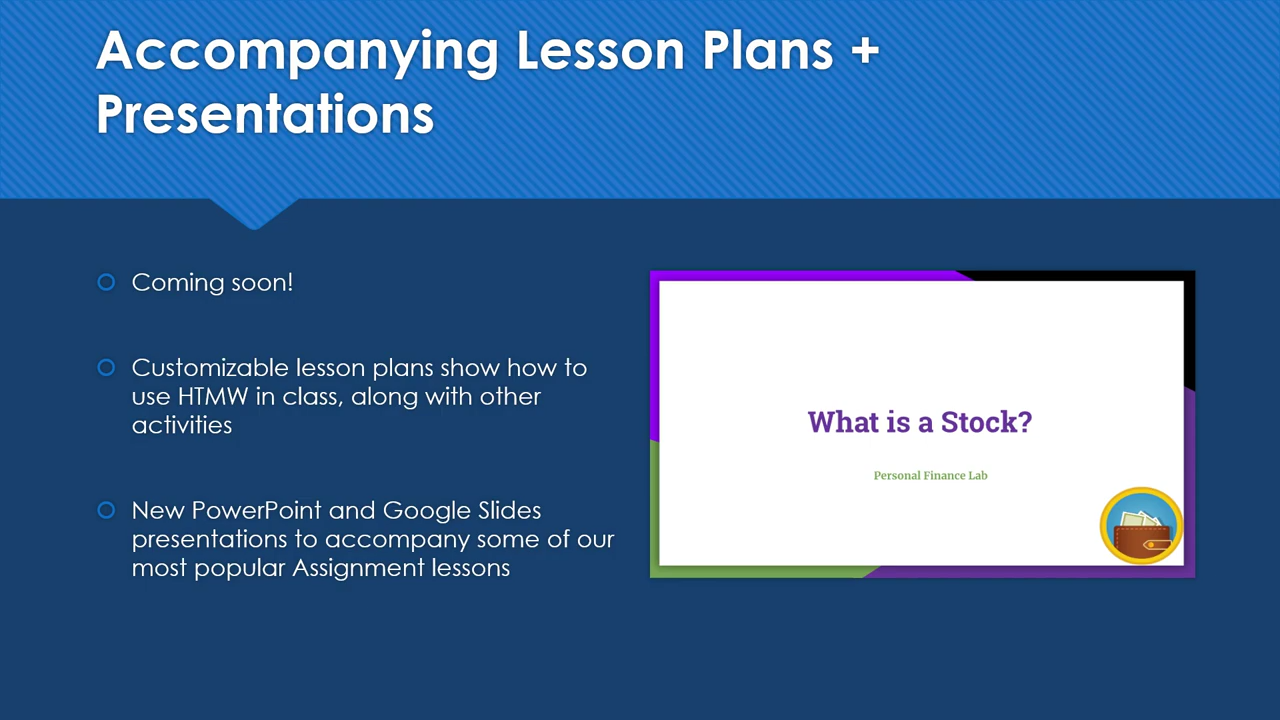 Accompanying Lesson Plans +
Presentations
Coming soon!
Customizable lesson plans show how to
use HTMW in class, along with other
activities
New PowerPoint and Google Slides
presentations to accompany some of our
most popular Assignment lessons
What is a Stock?
Personal Finance Lab